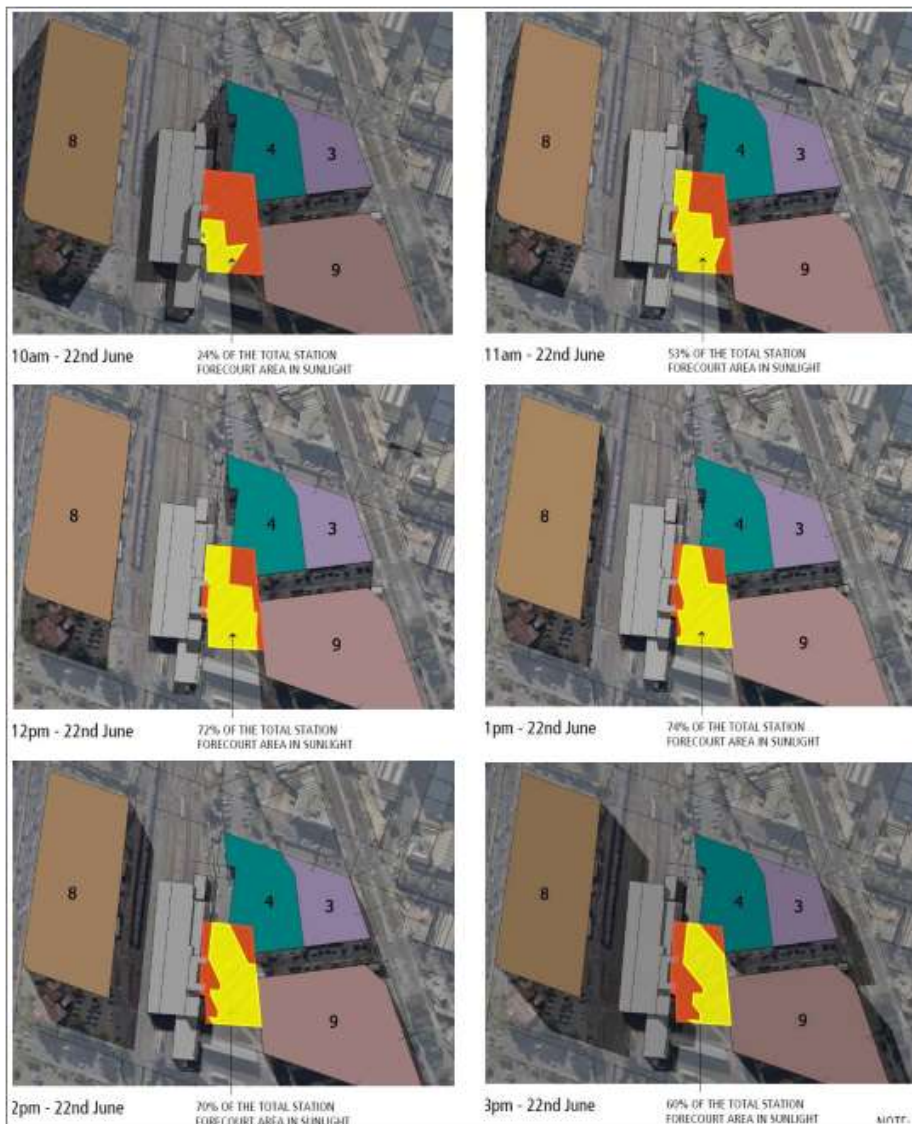 8
4
3
9
10am - 22nd June
24% OF THE TOTAL STATION
FORECOURT AREA IN SUNLIGHT
8
4
3
9
11am - 22nd June
53% OF THE TOTAL STATION
FORECOURT AREA IN SUNLIGHT
8
4
3
9
12pm - 22nd June
72% OF THE TOTAL STATION
FORECOURT AREA IN SUNLIGHT
8
4
3
9
1pm - 22nd June
74% OF THE TOTAL STATION
FORECOURT AREA IN SUNLIGHT
8
4
3
9
2pm - 22nd June
70% OF THE TOTAL STATION
FORECOURT AREA IN SUNLIGHT
8
4
3
9
3pm - 22nd June
60% OF THE TOTAL STATION
FORECOURT AREA IN SUNLIGHT
NOTE: